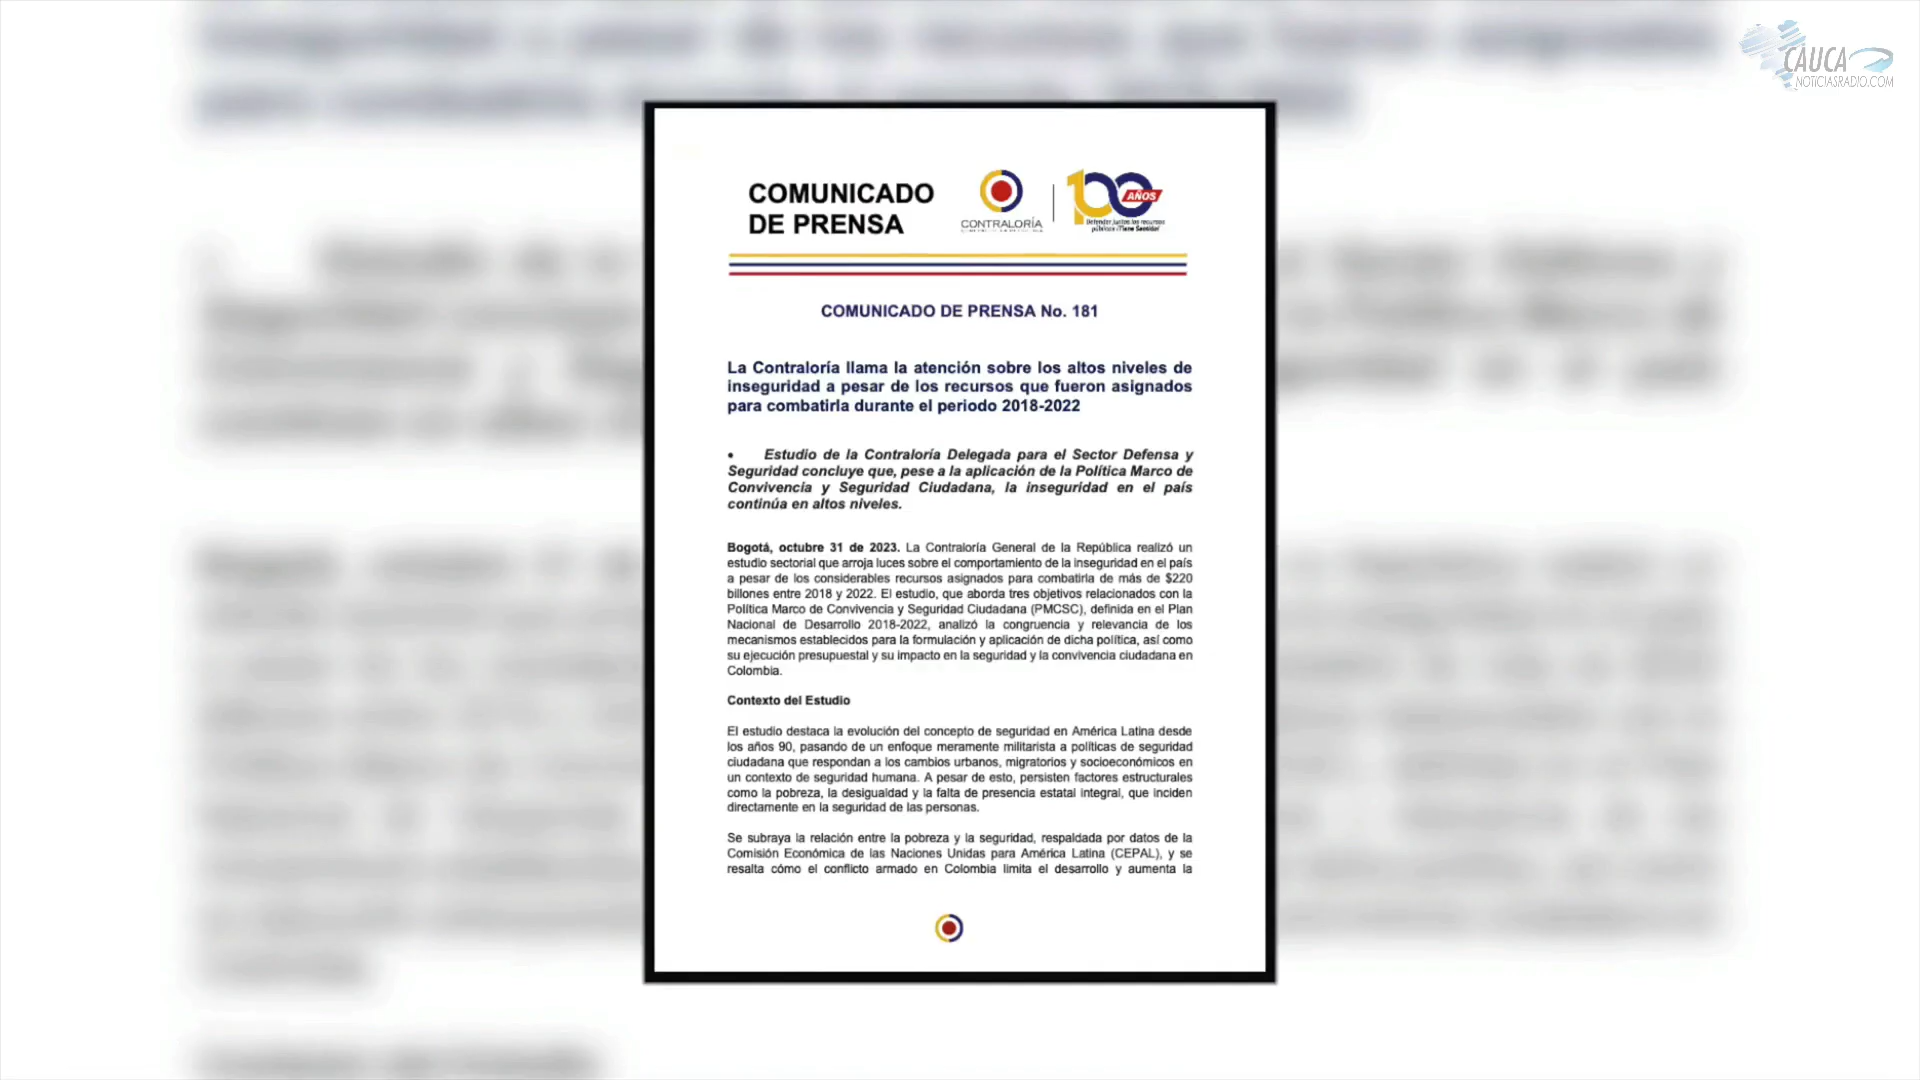 CAUCA
NOTICIASRADIO.COM
COMUNICADO
DE PRENSA
CONTRALORÍA
100
AÑOS
Defender juntos los recursos
públicos ¡Tiene Sentido!
COMUNICADO DE PRENSA No. 181
La Contraloría llama la atención sobre los altos niveles de
inseguridad a pesar de los recursos que fueron asignados
para combatirla durante el periodo 2018-2022
• Estudio de la Contraloría Delegada para el Sector Defensa y
Seguridad concluye que, pese a la aplicación de la Política Marco de
Convivencia y Seguridad Ciudadana, la inseguridad en el país
continúa en altos niveles.
Bogotá, octubre 31 de 2023. La Contraloría General de la República realizó un
estudio sectorial que arroja luces sobre el comportamiento de la inseguridad en el país
a pesar de los considerables recursos asignados para combatirla de más de $220
billones entre 2018 y 2022. El estudio, que aborda tres objetivos relacionados con la
Política Marco de Convivencia y Seguridad Ciudadana (PMCSC), definida en el Plan
Nacional de Desarrollo 2018-2022, analizó la congruencia y relevancia de los
mecanismos establecidos para la formulación y aplicación de dicha política, así como
su ejecución presupuestal y su impacto en la seguridad y la convivencia ciudadana en
Colombia.
Contexto del Estudio
El estudio destaca la evolución del concepto de seguridad en América Latina desde
los años 90, pasando de un enfoque meramente militarista a políticas de seguridad
ciudadana que respondan a los cambios urbanos, migratorios y socioeconómicos en
un contexto de seguridad humana. A pesar de esto, persisten factores estructurales
como la pobreza, la desigualdad y la falta de presencia estatal integral, que inciden
directamente en la seguridad de las personas.
Se subraya la relación entre la pobreza y la seguridad, respaldada por datos de la
Comisión Económica de las Naciones Unidas para América Latina (CEPAL), y se
resalta cómo el conflicto armado en Colombia limita el desarrollo y aumenta la